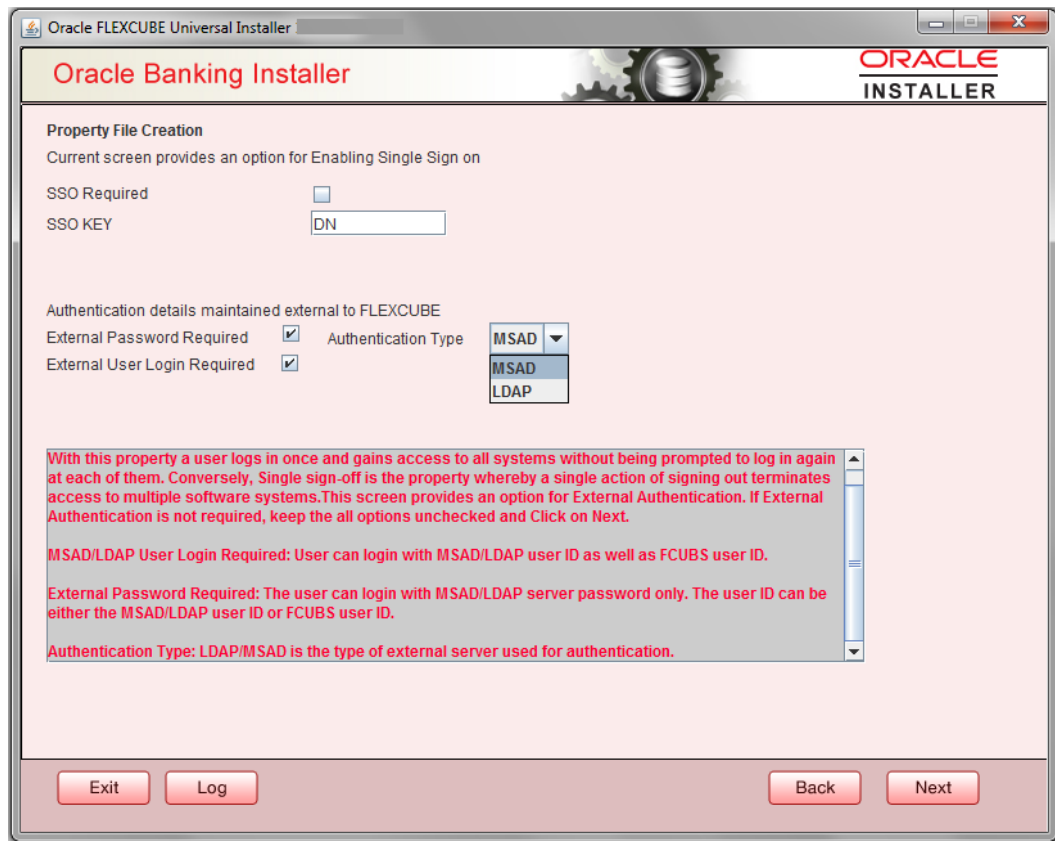 Oracle FLEXCUBE Universal Installer
Oracle Banking Installer
ORACLE
INSTALLER
Property File Creation
Current screen provides an option for Enabling Single Sign on
SSO Required
SSO KEY DN
Authentication details maintained external to FLEXCUBE
External Password Required Authentication Type MSAD
External User Login Required
MSAD
LDAP
With this property a user logs in once and gains access to all systems without being prompted to log in again
at each of them. Conversely, Single sign-off is the property whereby a single action of signing out terminates
access to multiple software systems.This screen provides an option for External Authentication. If External
Authentication is not required, keep the all options unchecked and Click on Next.
MSAD/LDAP User Login Required: User can login with MSAD/LDAP user ID as well as FCUBS user ID.
External Password Required: The user can login with MSAD/LDAP server password only. The user ID can be
either the MSAD/LDAP user ID or FCUBS user ID.
Authentication Type: LDAP/MSAD is the type of external server used for authentication.
Exit Log Back Next